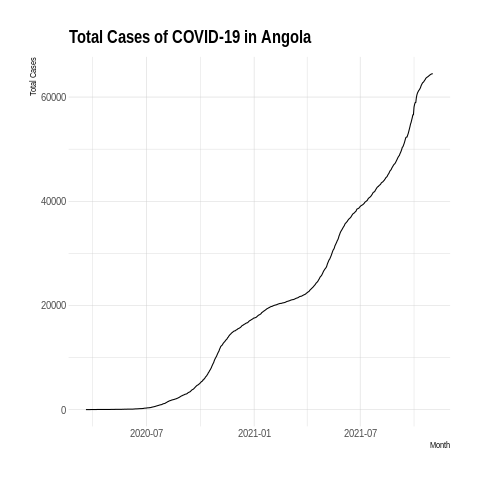 Total Cases of COVID-19 in Angola
Total Cases
60000
40000
20000
0
2020-07 2021-01 2021-07
Month